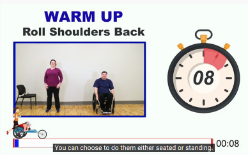 WARM UP
Roll Shoulders Back
08
You can choose to do them either seated or standing.
00:08